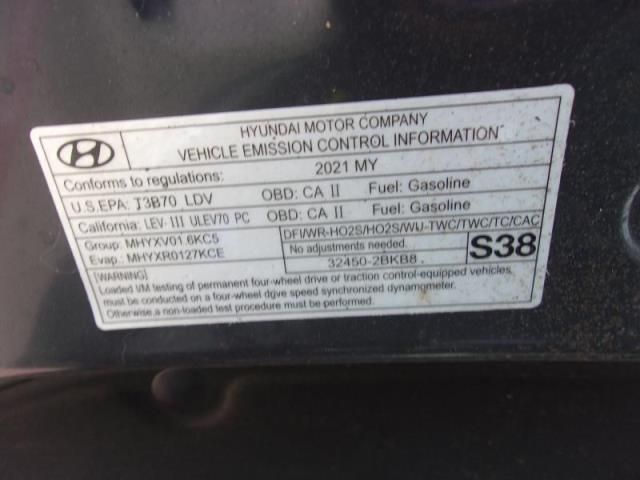 HYUNDAI MOTOR COMPANY
VEHICLE EMISSION CONTROL INFORMATION
Conforms to regulations: 2021 MY
U.S.EPA: T3B70 LDV OBD: CA II Fuel: Gasoline
California: LEV-III ULEV70 PC OBD: CA II Fuel: Gasoline
Group: MHYXV01.6KC5 DFI/WR-HO2S/HO2S/WU-TWC/TWC/TC/CAC
Evap.: MHYXR0127KCE No adjustments needed. S38
32450-2BKB8
Loaded I/M testing of permanent four-wheel drive or traction control-equipped vehicles,
must be conducted on a four-wheel drive speed synchronized dynamometer.
Otherwise,a non-loaded test procedure must be performed.